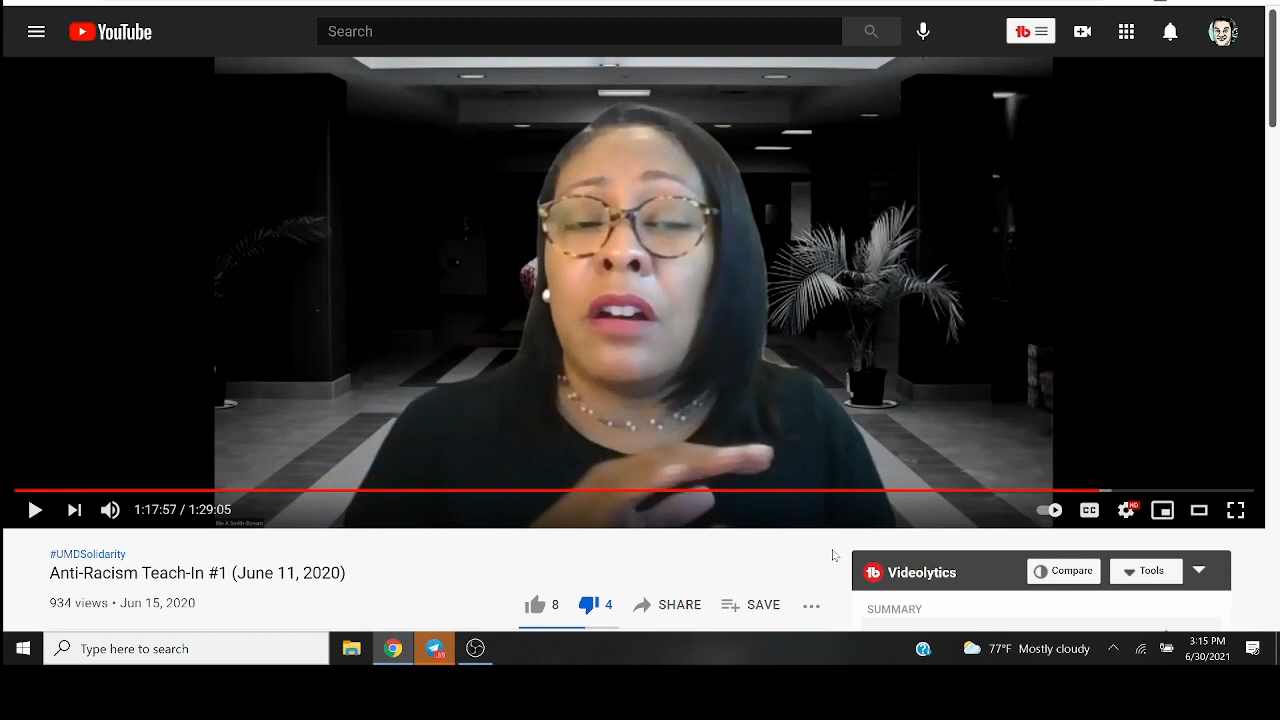 YouTube
Search
1:17:57 / 1:29:05
CC
HD
#UMDSolidarity
Anti-Racism Teach-In #1 (June 11, 2020)
934 views • Jun 15, 2020
8
4
SHARE
SAVE
Videolytics
Compare
Tools
SUMMARY
Type here to search
77°F Mostly cloudy
3:15 PM
6/30/2021